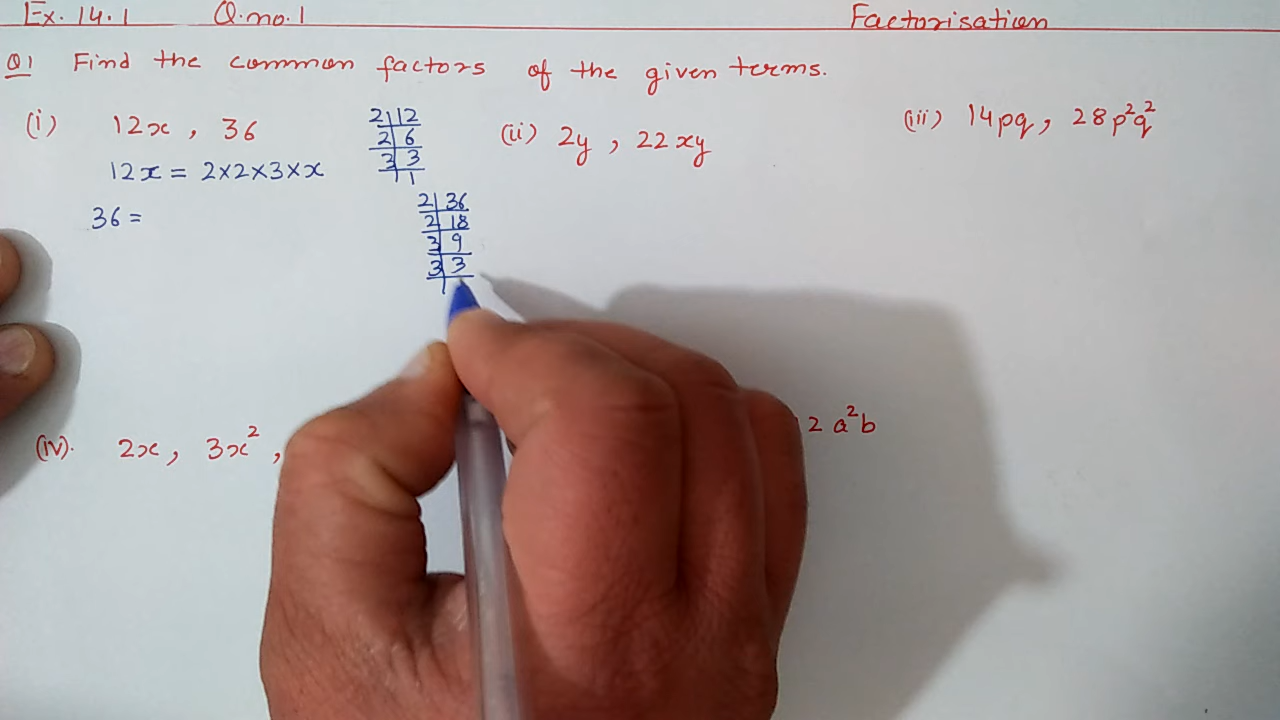 Ex. 14.1 Q.no.1 Factorisation
Q1 Find the common factors of the given terms.
(i) 12x , 36
12x = 2×2×3×x
36 =
2 | 12
2 | 6
3 | 3
1
2 | 36
2 | 18
3 | 9
3 | 3
(ii) 2y , 22xy
(iii) 14pq, 28p²q²
(iv). 2x, 3x²,
2 a²b